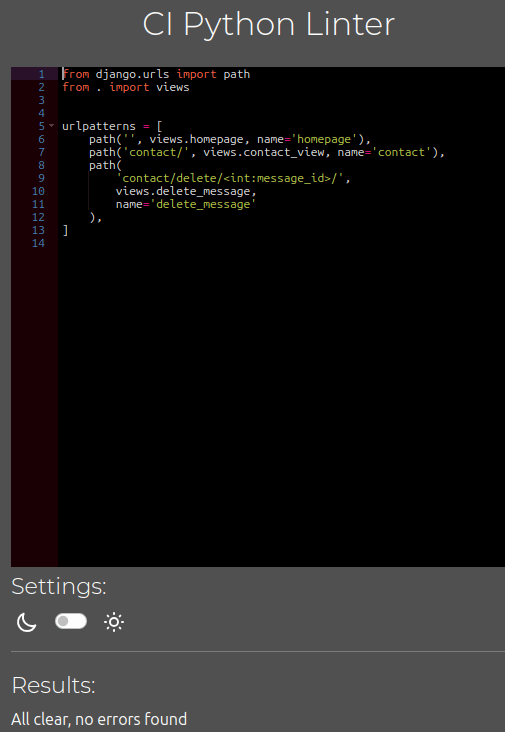 CI Python Linter
1 from django.urls import path
2 from . import views
3
4
5 urlpatterns = [
6     path('', views.homepage, name='homepage'),
7     path('contact/', views.contact_view, name='contact'),
8     path(
9         'contact/delete/<int:message_id>/',
10         views.delete_message,
11         name='delete_message'
12     ),
13 ]
14
Settings:
Results:
All clear, no errors found